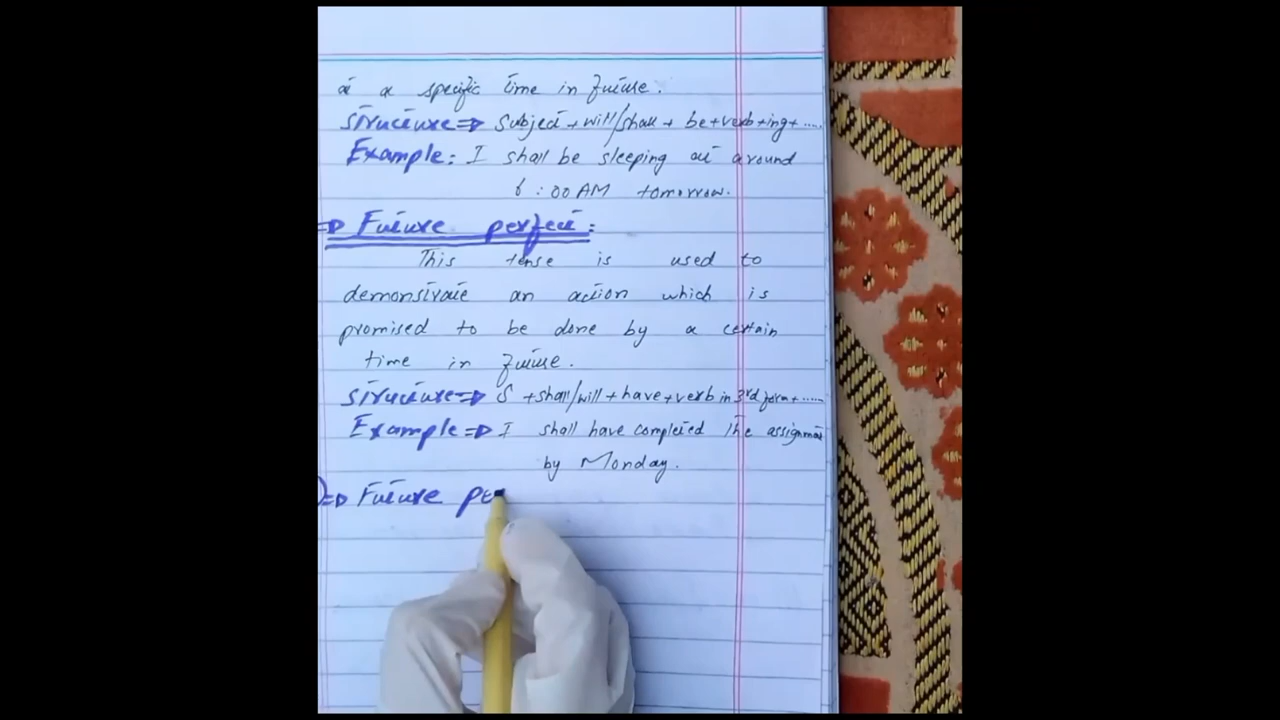 at a specific time in future.
structure⇒ subject+will/shall+ be+verb+ing+.....
Example: I shall be sleeping at around
6:00 AM tomorrow.
⇒ Future perfect:
This tense is used to
demonstrate an action which is
promised to be done by a certain
time in future.
structure⇒ S +shall/will+have+verb in 3rd form+.....
Example⇒ I shall have completed the
by Monday.
)⇒ Future pe